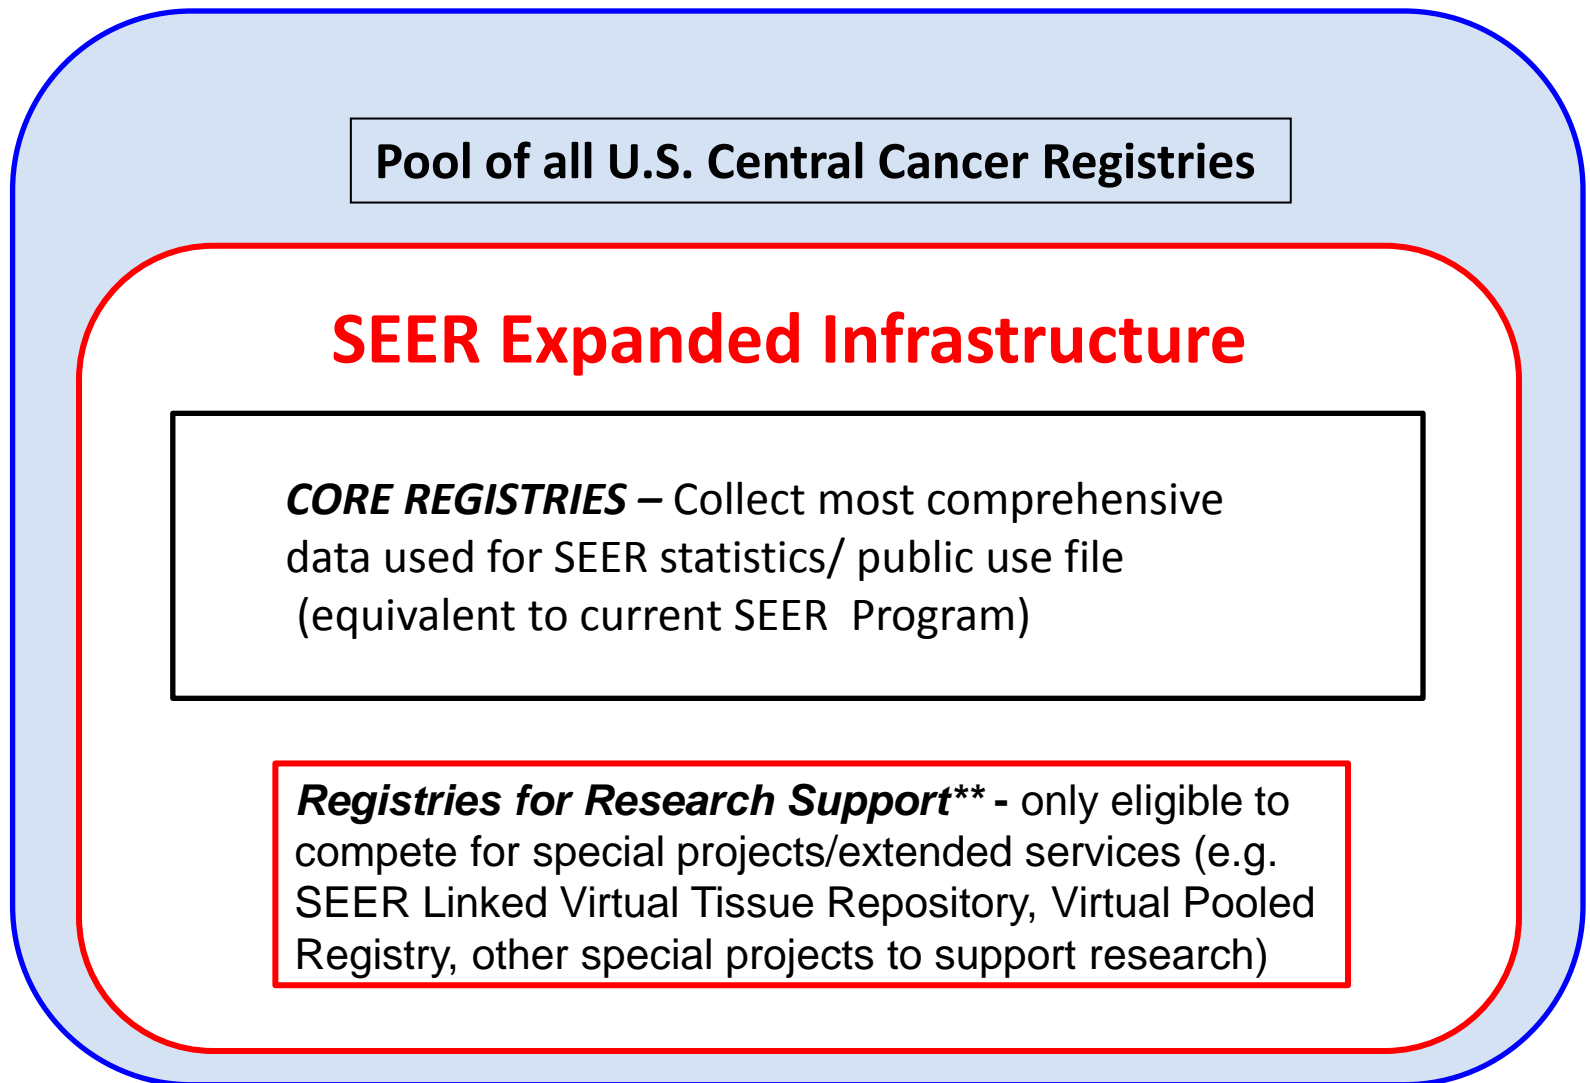 Pool of all U.S. Central Cancer Registries
SEER Expanded Infrastructure
CORE REGISTRIES – Collect most comprehensive
data used for SEER statistics/ public use file
(equivalent to current SEER  Program)
Registries for Research Support** - only eligible to
compete for special projects/extended services (e.g.
SEER Linked Virtual Tissue Repository, Virtual Pooled
Registry, other special projects to support research)